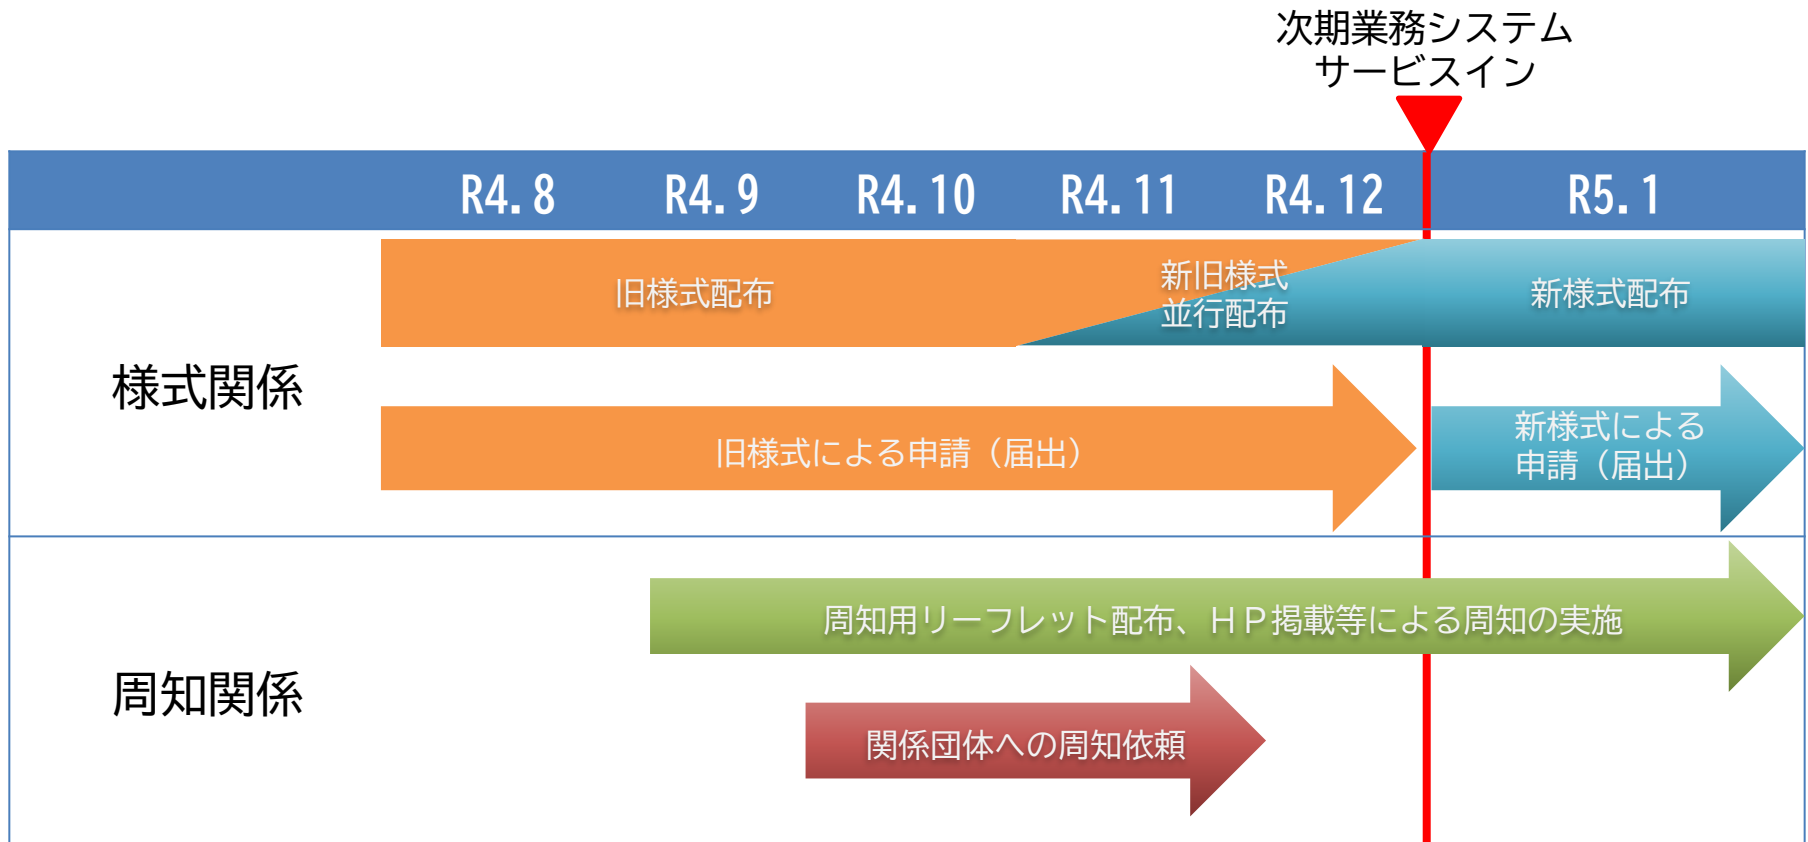 次期業務システム
サービスイン
R4.8 R4.9 R4.10 R4.11 R4.12 R5.1
様式関係
旧様式配布
新旧様式
並行配布
新様式配布
旧様式による申請（届出）
新様式による
申請（届出）
周知関係
周知用リーフレット配布、ＨＰ掲載等による周知の実施
関係団体への周知依頼